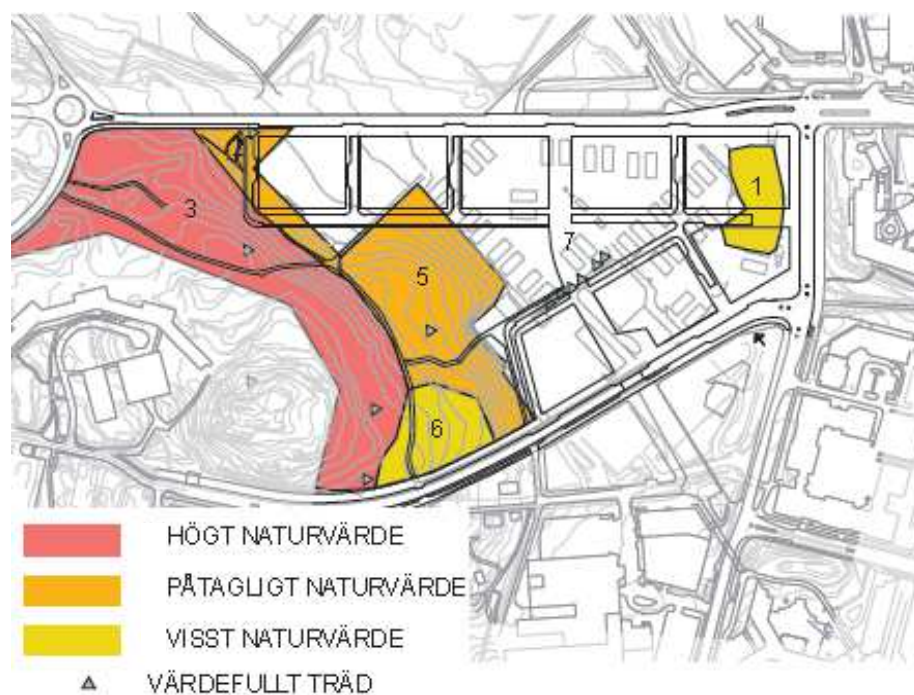 1
3
7
5
6
HÖGT NATURVÄRDE
PÅTAGLIGT NATURVÄRDE
VISST NATURVÄRDE
VÄRDEFULLT TRÄD